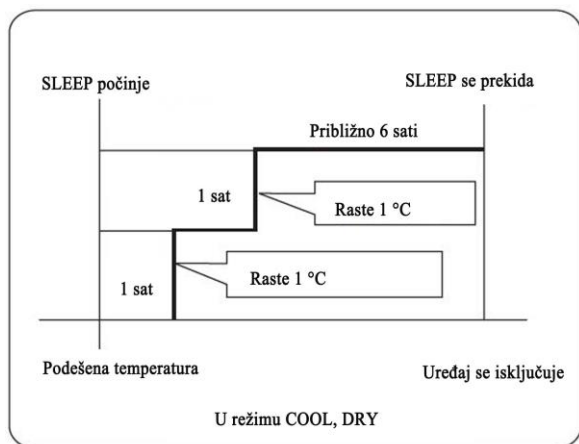 SLEEP počinje
SLEEP se prekida
Približno 6 sati
1 sat
Raste 1 °C
1 sat
Raste 1 °C
Podešena temperatura
Uređaj se isključuje
U režimu COOL, DRY